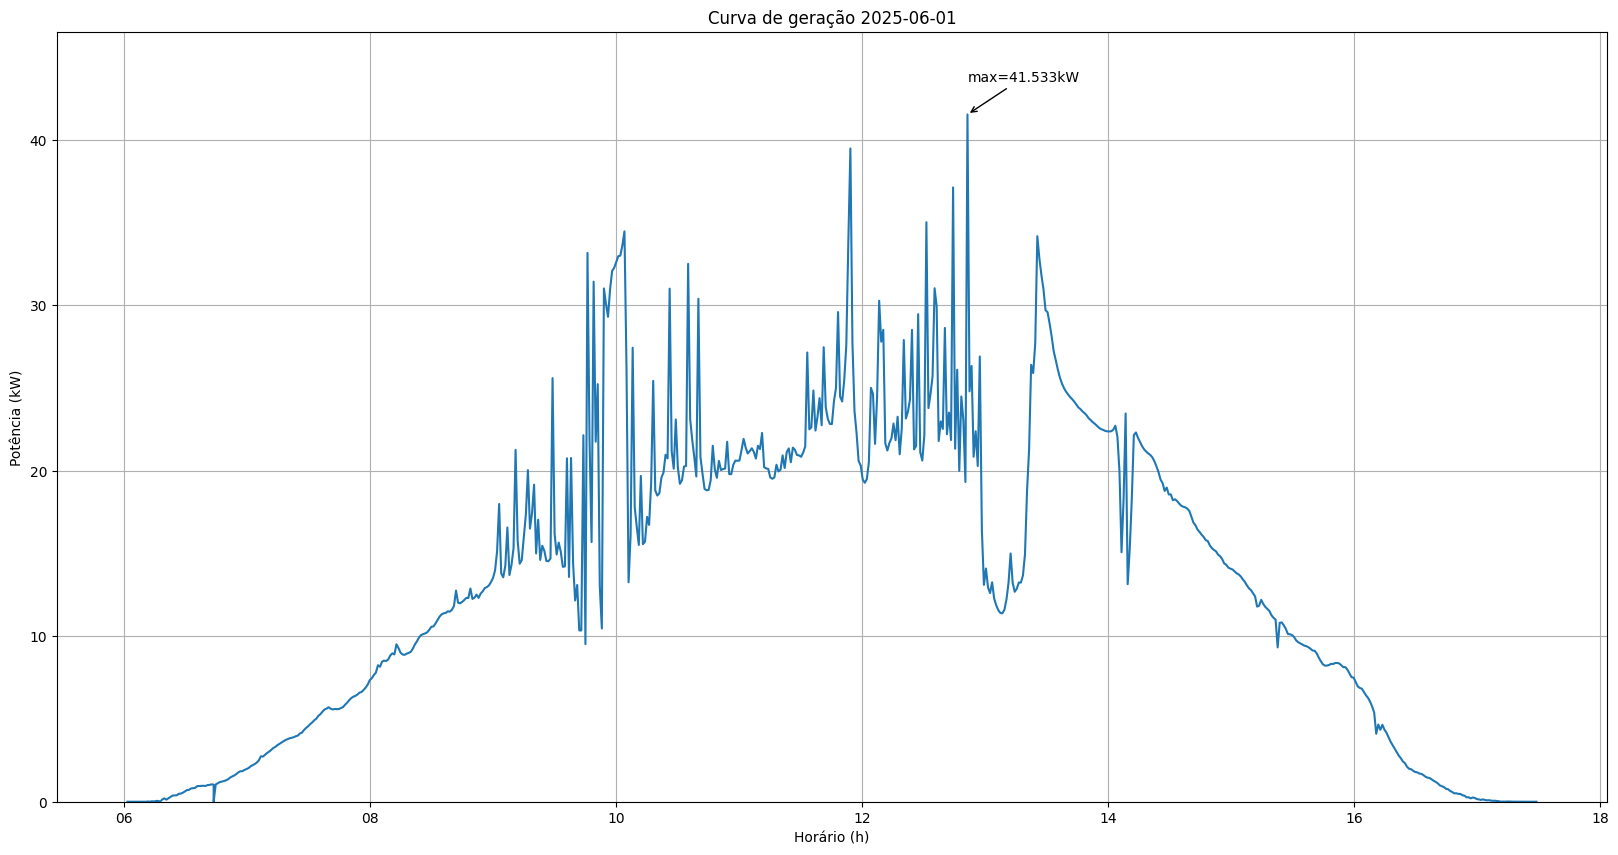 Curva de geração 2025-06-01
max=41.533kW
Potência (kW)
40
30
20
10
0
06 08 10 12 14 16 18
Horário (h)